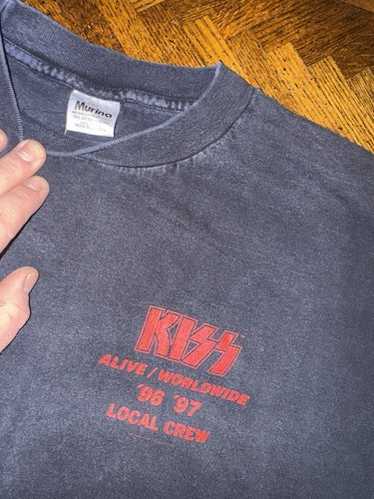 Murina
KISS
ALIVE/WORLDWIDE
'96 '97
LOCAL CREW